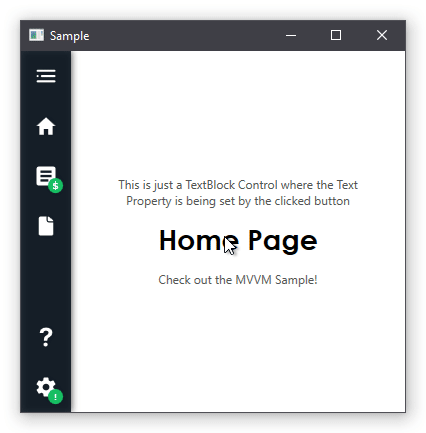 Sample
$
This is just a TextBlock Control where the Text
Property is being set by the clicked button
Home Page
Check out the MVVM Sample!
?
!